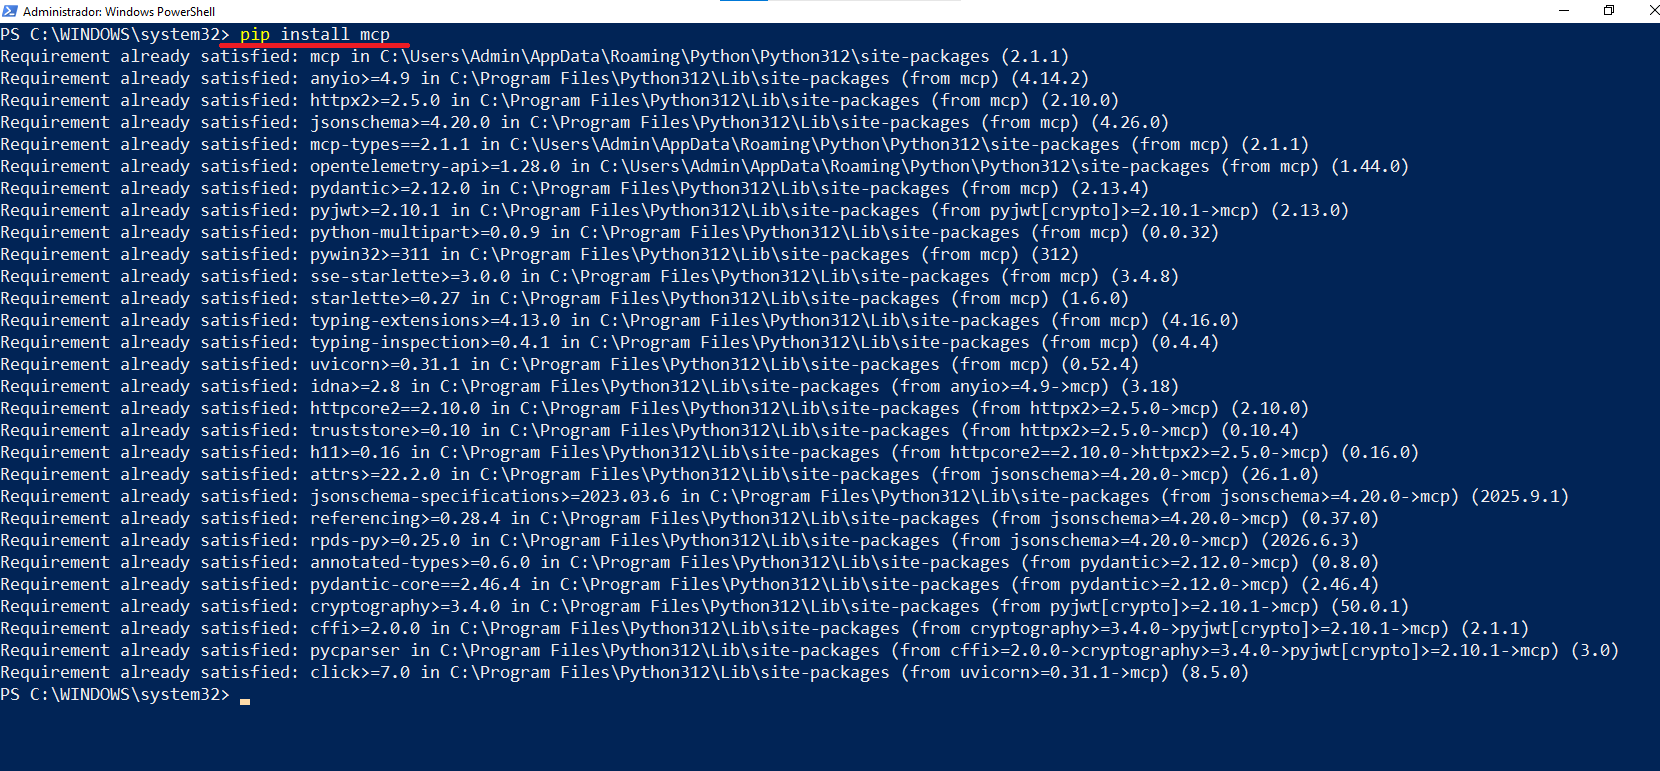 Administrador: Windows PowerShell
PS C:\WINDOWS\system32> pip install mcp
Requirement already satisfied: mcp in C:\Users\Admin\AppData\Roaming\Python\Python312\site-packages (2.1.1)
Requirement already satisfied: anyio>=4.9 in C:\Program Files\Python312\Lib\site-packages (from mcp) (4.14.2)
Requirement already satisfied: httpx2>=2.5.0 in C:\Program Files\Python312\Lib\site-packages (from mcp) (2.10.0)
Requirement already satisfied: jsonschema>=4.20.0 in C:\Program Files\Python312\Lib\site-packages (from mcp) (4.26.0)
Requirement already satisfied: mcp-types==2.1.1 in C:\Users\Admin\AppData\Roaming\Python\Python312\site-packages (from mcp) (2.1.1)
Requirement already satisfied: opentelemetry-api>=1.28.0 in C:\Users\Admin\AppData\Roaming\Python\Python312\site-packages (from mcp) (1.44.0)
Requirement already satisfied: pydantic>=2.12.0 in C:\Program Files\Python312\Lib\site-packages (from mcp) (2.13.4)
Requirement already satisfied: pyjwt>=2.10.1 in C:\Program Files\Python312\Lib\site-packages (from pyjwt[crypto]>=2.10.1->mcp) (2.13.0)
Requirement already satisfied: python-multipart>=0.0.9 in C:\Program Files\Python312\Lib\site-packages (from mcp) (0.0.32)
Requirement already satisfied: pywin32>=311 in C:\Program Files\Python312\Lib\site-packages (from mcp) (312)
Requirement already satisfied: sse-starlette>=3.0.0 in C:\Program Files\Python312\Lib\site-packages (from mcp) (3.4.8)
Requirement already satisfied: starlette>=0.27 in C:\Program Files\Python312\Lib\site-packages (from mcp) (1.6.0)
Requirement already satisfied: typing-extensions>=4.13.0 in C:\Program Files\Python312\Lib\site-packages (from mcp) (4.16.0)
Requirement already satisfied: typing-inspection>=0.4.1 in C:\Program Files\Python312\Lib\site-packages (from mcp) (0.4.4)
Requirement already satisfied: uvicorn>=0.31.1 in C:\Program Files\Python312\Lib\site-packages (from mcp) (0.52.4)
Requirement already satisfied: idna>=2.8 in C:\Program Files\Python312\Lib\site-packages (from anyio>=4.9->mcp) (3.18)
Requirement already satisfied: httpcore2==2.10.0 in C:\Program Files\Python312\Lib\site-packages (from httpx2>=2.5.0->mcp) (2.10.0)
Requirement already satisfied: truststore>=0.10 in C:\Program Files\Python312\Lib\site-packages (from httpx2>=2.5.0->mcp) (0.10.4)
Requirement already satisfied: h11>=0.16 in C:\Program Files\Python312\Lib\site-packages (from httpcore2==2.10.0->httpx2>=2.5.0->mcp) (0.16.0)
Requirement already satisfied: attrs>=22.2.0 in C:\Program Files\Python312\Lib\site-packages (from jsonschema>=4.20.0->mcp) (26.1.0)
Requirement already satisfied: jsonschema-specifications>=2023.03.6 in C:\Program Files\Python312\Lib\site-packages (from jsonschema>=4.20.0->mcp) (2025.9.1)
Requirement already satisfied: referencing>=0.28.4 in C:\Program Files\Python312\Lib\site-packages (from jsonschema>=4.20.0->mcp) (0.37.0)
Requirement already satisfied: rpds-py>=0.25.0 in C:\Program Files\Python312\Lib\site-packages (from jsonschema>=4.20.0->mcp) (2026.6.3)
Requirement already satisfied: annotated-types>=0.6.0 in C:\Program Files\Python312\Lib\site-packages (from pydantic>=2.12.0->mcp) (0.8.0)
Requirement already satisfied: pydantic-core==2.46.4 in C:\Program Files\Python312\Lib\site-packages (from pydantic>=2.12.0->mcp) (2.46.4)
Requirement already satisfied: cryptography>=3.4.0 in C:\Program Files\Python312\Lib\site-packages (from pyjwt[crypto]>=2.10.1->mcp) (50.0.1)
Requirement already satisfied: cffi>=2.0.0 in C:\Program Files\Python312\Lib\site-packages (from cryptography>=3.4.0->pyjwt[crypto]>=2.10.1->mcp) (2.1.1)
Requirement already satisfied: pycparser in C:\Program Files\Python312\Lib\site-packages (from cffi>=2.0.0->cryptography>=3.4.0->pyjwt[crypto]>=2.10.1->mcp) (3.0)
Requirement already satisfied: click>=7.0 in C:\Program Files\Python312\Lib\site-packages (from uvicorn>=0.31.1->mcp) (8.5.0)
PS C:\WINDOWS\system32>